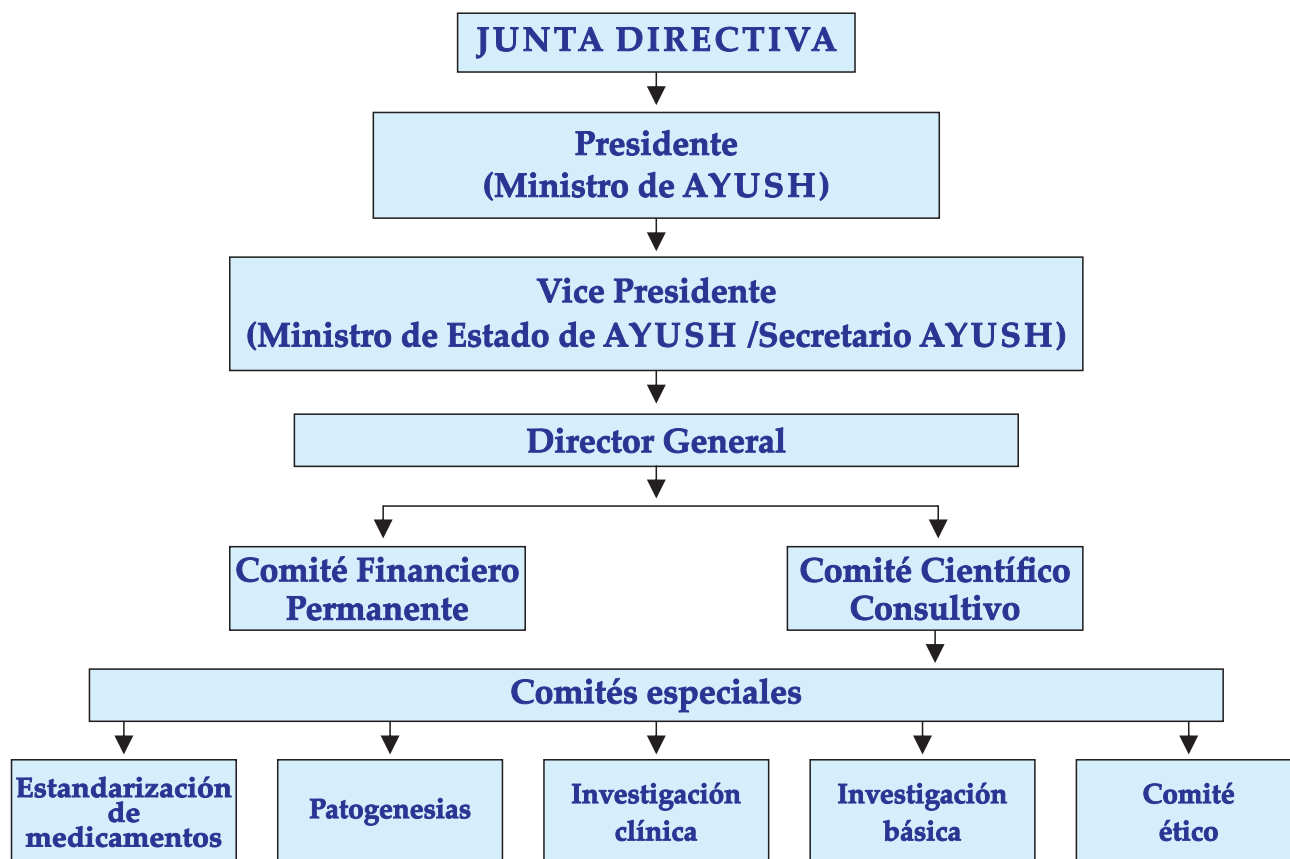 JUNTA DIRECTIVA
Presidente
(Ministro de AYUSH)
Vice Presidente
(Ministro de Estado de AYUSH /Secretario AYUSH)
Director General
Comité Financiero
Permanente
Comité Científico
Consultivo
Comités especiales
Estandarización
de
medicamentos
Patogenesias
Investigación
clínica
Investigación
básica
Comité
ético